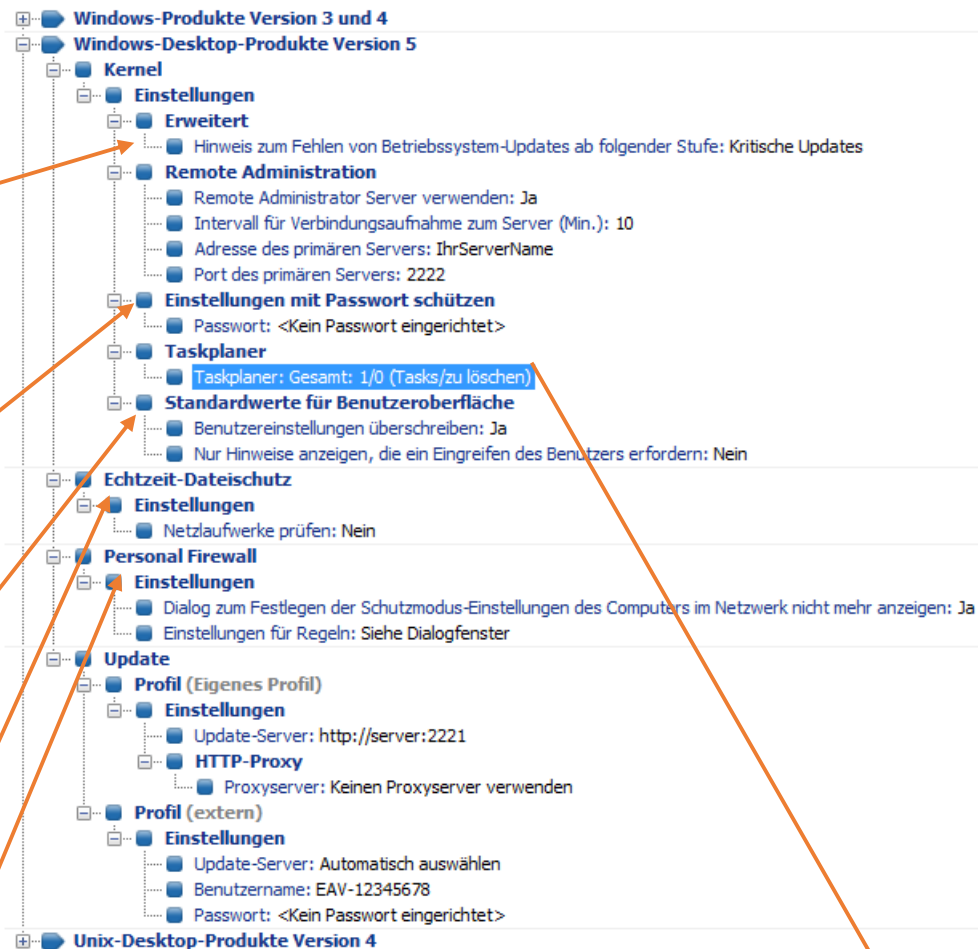 Windows-Produkte Version 3 und 4
Windows-Desktop-Produkte Version 5
Kernel
Einstellungen
Erweitert
Hinweis zum Fehlen von Betriebssystem-Updates ab folgender Stufe: Kritische Updates
Remote Administration
Remote Administrator Server verwenden: Ja
Intervall für Verbindungsaufnahme zum Server (Min.): 10
Adresse des primären Servers: IhrServerName
Port des primären Servers: 2222
Einstellungen mit Passwort schützen
Passwort: <Kein Passwort eingerichtet>
Taskplaner
Taskplaner: Gesamt: 1/0 (Tasks/zu löschen)
Standardwerte für Benutzeroberfläche
Benutzereinstellungen überschreiben: Ja
Nur Hinweise anzeigen, die ein Eingreifen des Benutzers erfordern: Nein
Echtzeit-Dateischutz
Einstellungen
Netzlaufwerke prüfen: Nein
Personal Firewall
Einstellungen
Dialog zum Festlegen der Schutzmodus-Einstellungen des Computers im Netzwerk nicht mehr anzeigen: Ja
Einstellungen für Regeln: Siehe Dialogfenster
Update
Profil (Eigenes Profil)
Einstellungen
Update-Server: http://server:2221
HTTP-Proxy
Proxyserver: Keinen Proxyserver verwenden
Profil (extern)
Einstellungen
Update-Server: Automatisch auswählen
Benutzername: EAV-12345678
Passwort: <Kein Passwort eingerichtet>
Unix-Desktop-Produkte Version 4